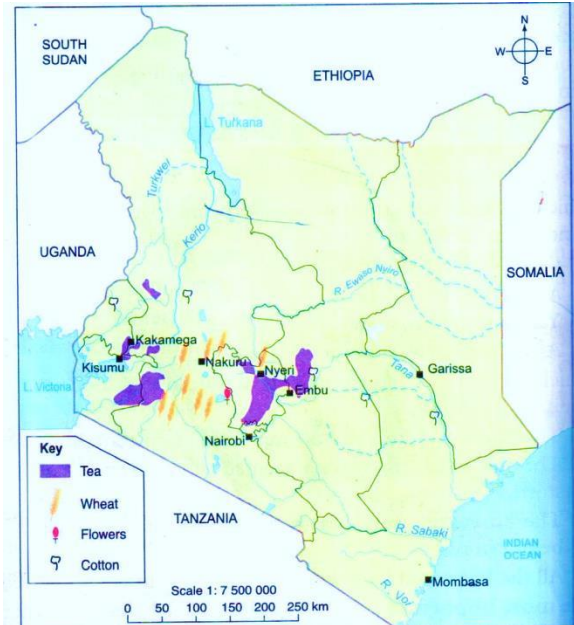 SOUTH
SUDAN
ETHIOPIA
N
W
E
S
L. Turkana
Turkwel
Kerio
UGANDA
SOMALIA
R. Ewaso Nyiro
Kakamega
Kisumu
Nakuru
Nyeri
Tana
Garissa
L. Victoria
Embu
Nairobi
Key
Tea
Wheat
Flowers
Cotton
TANZANIA
R. Sabaki
INDIAN
OCEAN
R. Voi
Mombasa
Scale 1: 7 500 000
0 50 100 150 200 250 km